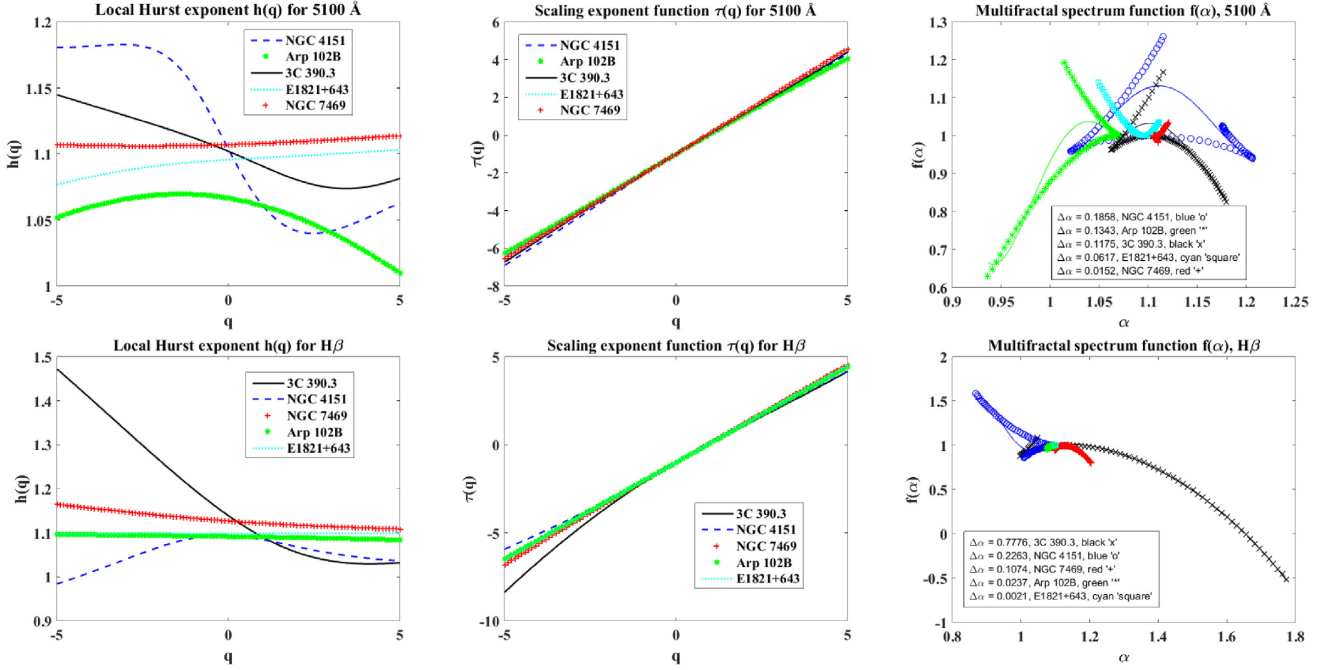 Local Hurst exponent h(q) for 5100 Å
1.2
1.15
1.1
1.05
1
h(q)
-5
0
5
q
NGC 4151
Arp 102B
3C 390.3
E1821+643
NGC 7469
Scaling exponent function τ(q) for 5100 Å
6
4
2
0
-2
-4
-6
-8
τ(q)
-5
0
5
q
NGC 4151
Arp 102B
3C 390.3
E1821+643
NGC 7469
Multifractal spectrum function f(α), 5100 Å
1.3
1.2
1.1
1
0.9
0.8
0.7
0.6
f(α)
0.9
0.95
1
1.05
1.1
1.15
1.2
1.25
α
Δα = 0.1858, NGC 4151, blue 'o'
Δα = 0.1343, Arp 102B, green '*'
Δα = 0.1175, 3C 390.3, black 'x'
Δα = 0.0617, E1821+643, cyan 'square'
Δα = 0.0152, NGC 7469, red '+'
Local Hurst exponent h(q) for Hβ
1.5
1.4
1.3
1.2
1.1
1
0.9
h(q)
-5
0
5
q
3C 390.3
NGC 4151
NGC 7469
Arp 102B
E1821+643
Scaling exponent function τ(q) for Hβ
5
0
-5
-10
τ(q)
-5
0
5
q
3C 390.3
NGC 4151
NGC 7469
Arp 102B
E1821+643
Multifractal spectrum function f(α), Hβ
2
1.5
1
0.5
0
-0.5
-1
f(α)
0.8
1
1.2
1.4
1.6
1.8
α
Δα = 0.7776, 3C 390.3, black 'x'
Δα = 0.2263, NGC 4151, blue 'o'
Δα = 0.1074, NGC 7469, red '+'
Δα = 0.0237, Arp 102B, green '*'
Δα = 0.0021, E1821+643, cyan 'square'